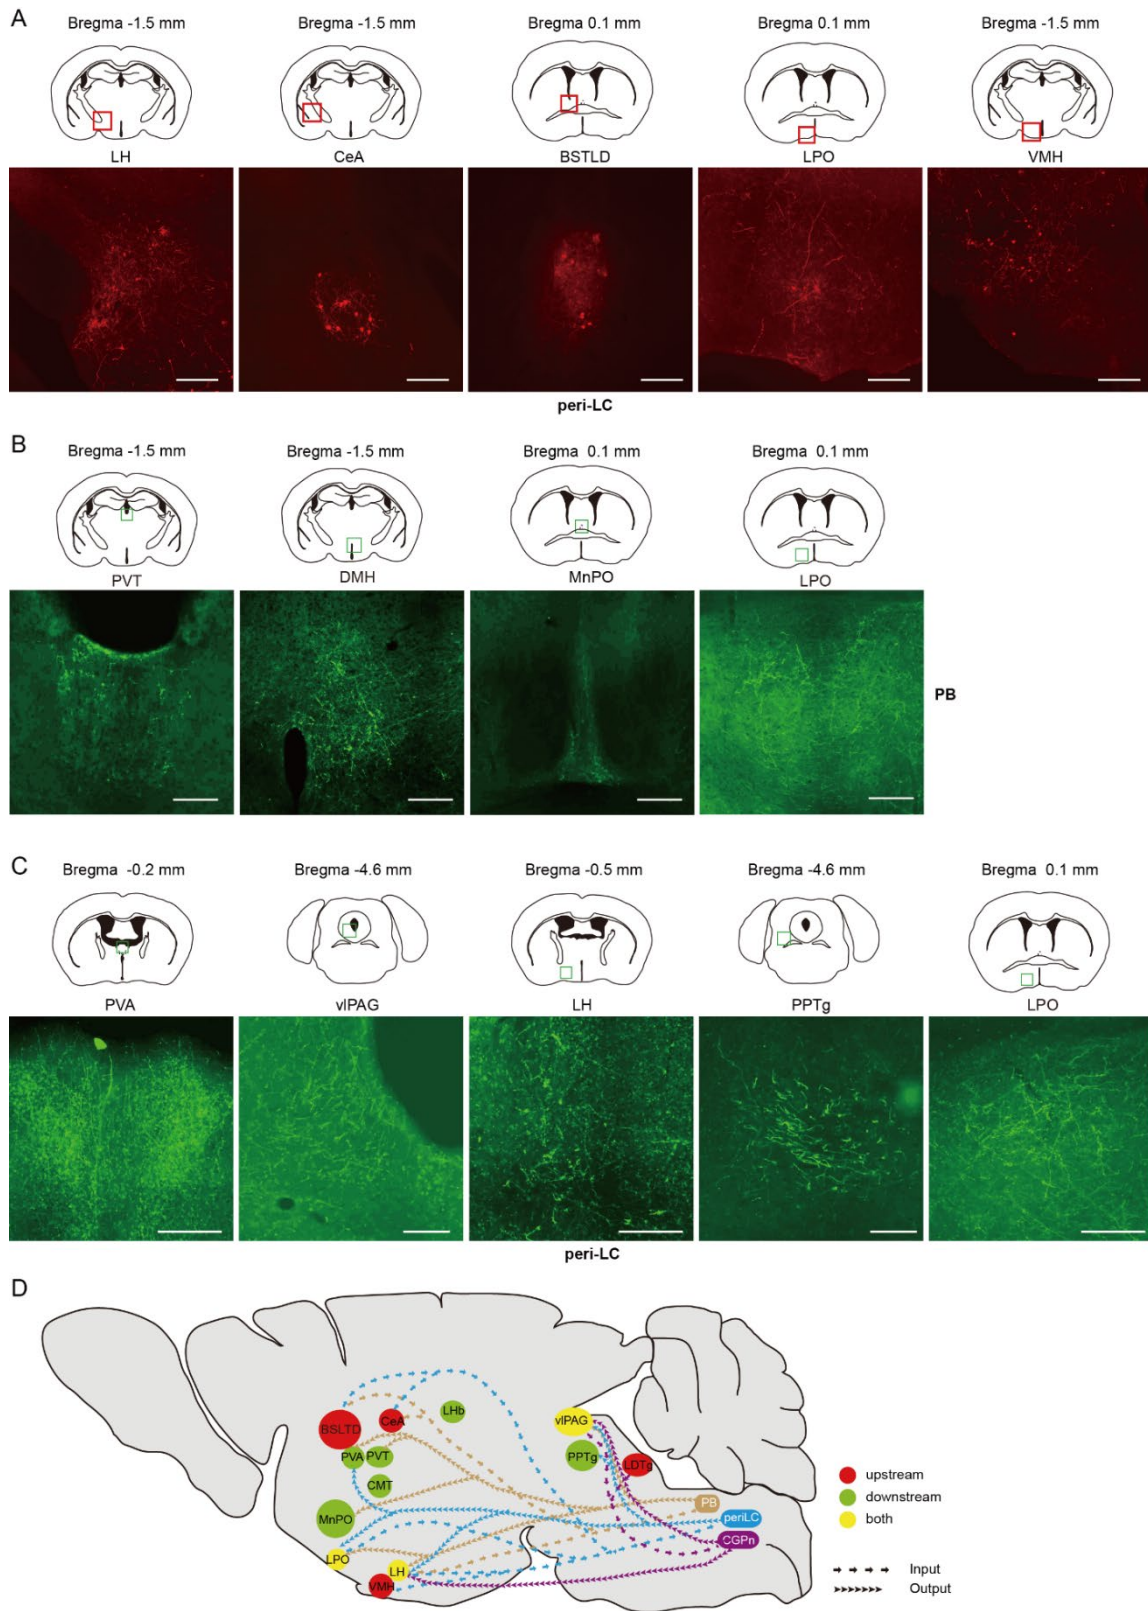 A
Bregma -1.5 mm
Bregma -1.5 mm
Bregma 0.1 mm
Bregma 0.1 mm
Bregma -1.5 mm
LH
CeA
BSTLD
LPO
VMH
peri-LC
B
Bregma -1.5 mm
Bregma -1.5 mm
Bregma 0.1 mm
Bregma 0.1 mm
PVT
DMH
MnPO
LPO
PB
C
Bregma -0.2 mm
Bregma -4.6 mm
Bregma -0.5 mm
Bregma -4.6 mm
Bregma 0.1 mm
PVA
vlPAG
LH
PPTg
LPO
peri-LC
D
BSLTD
CeA
LHb
vlPAG
PVA
PVT
PPTg
LDTg
CMT
upstream
PB
downstream
MnPO
periLC
both
CGPn
LPO
LH
VMH
Input
Output